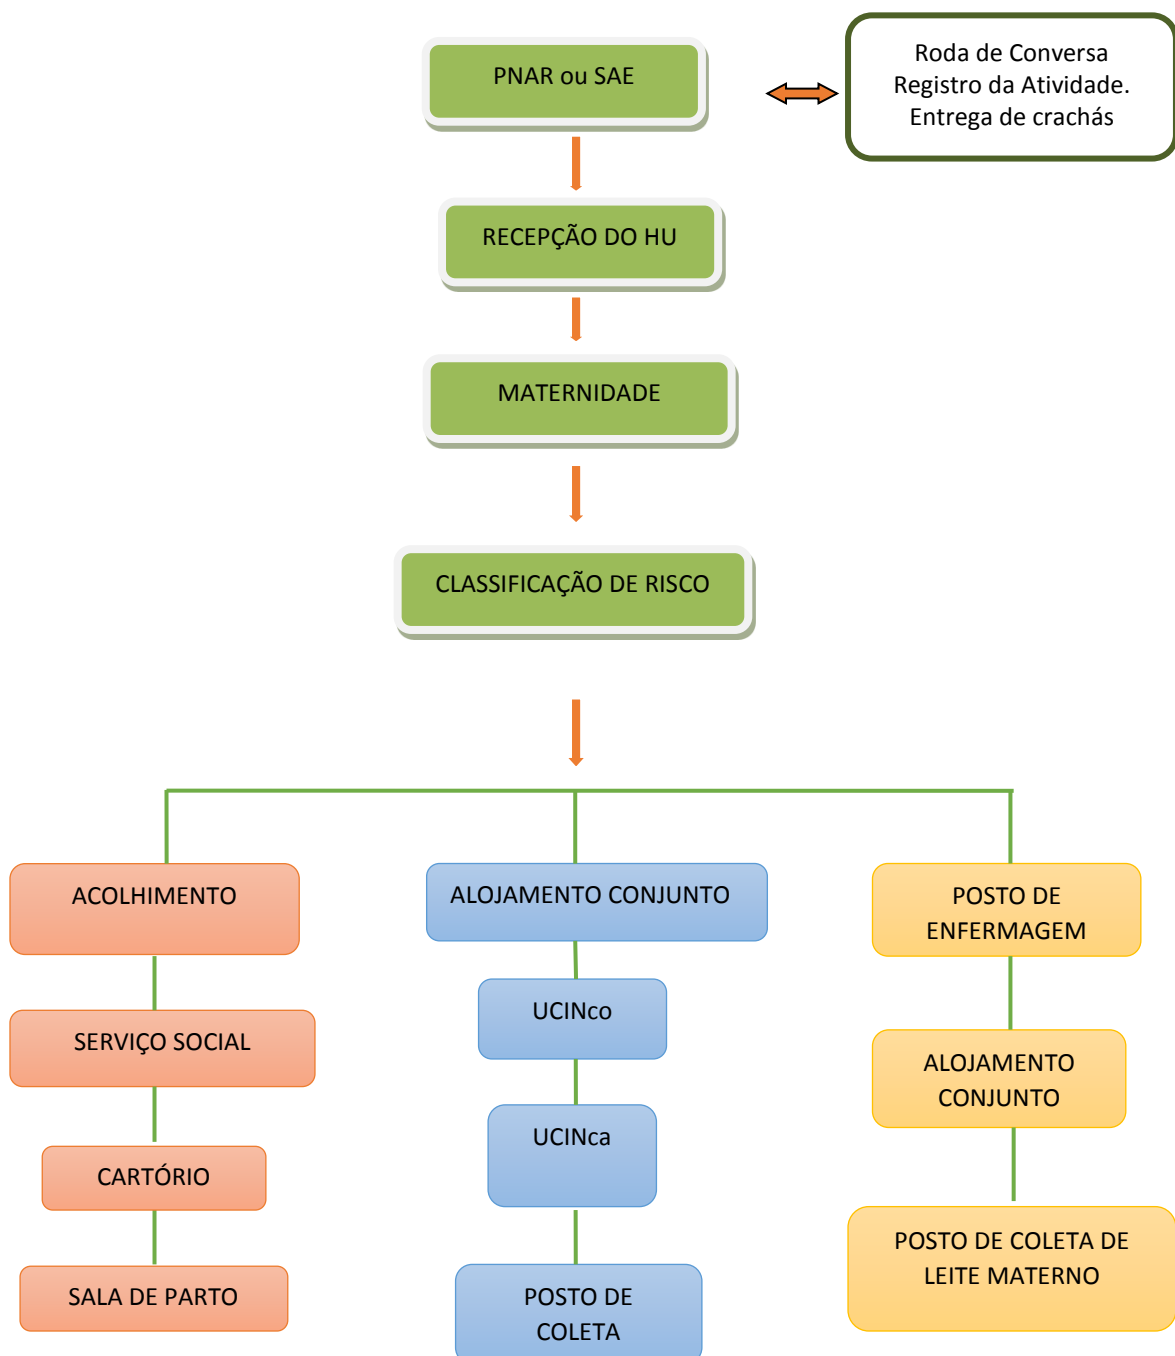 PNAR ou SAE
Roda de Conversa
Registro da Atividade.
Entrega de crachás
RECEPÇÃO DO HU
MATERNIDADE
CLASSIFICAÇÃO DE RISCO
ACOLHIMENTO
SERVIÇO SOCIAL
CARTÓRIO
SALA DE PARTO
ALOJAMENTO CONJUNTO
UCINco
UCINca
POSTO DE
COLETA
POSTO DE
ENFERMAGEM
ALOJAMENTO
CONJUNTO
POSTO DE COLETA DE
LEITE MATERNO